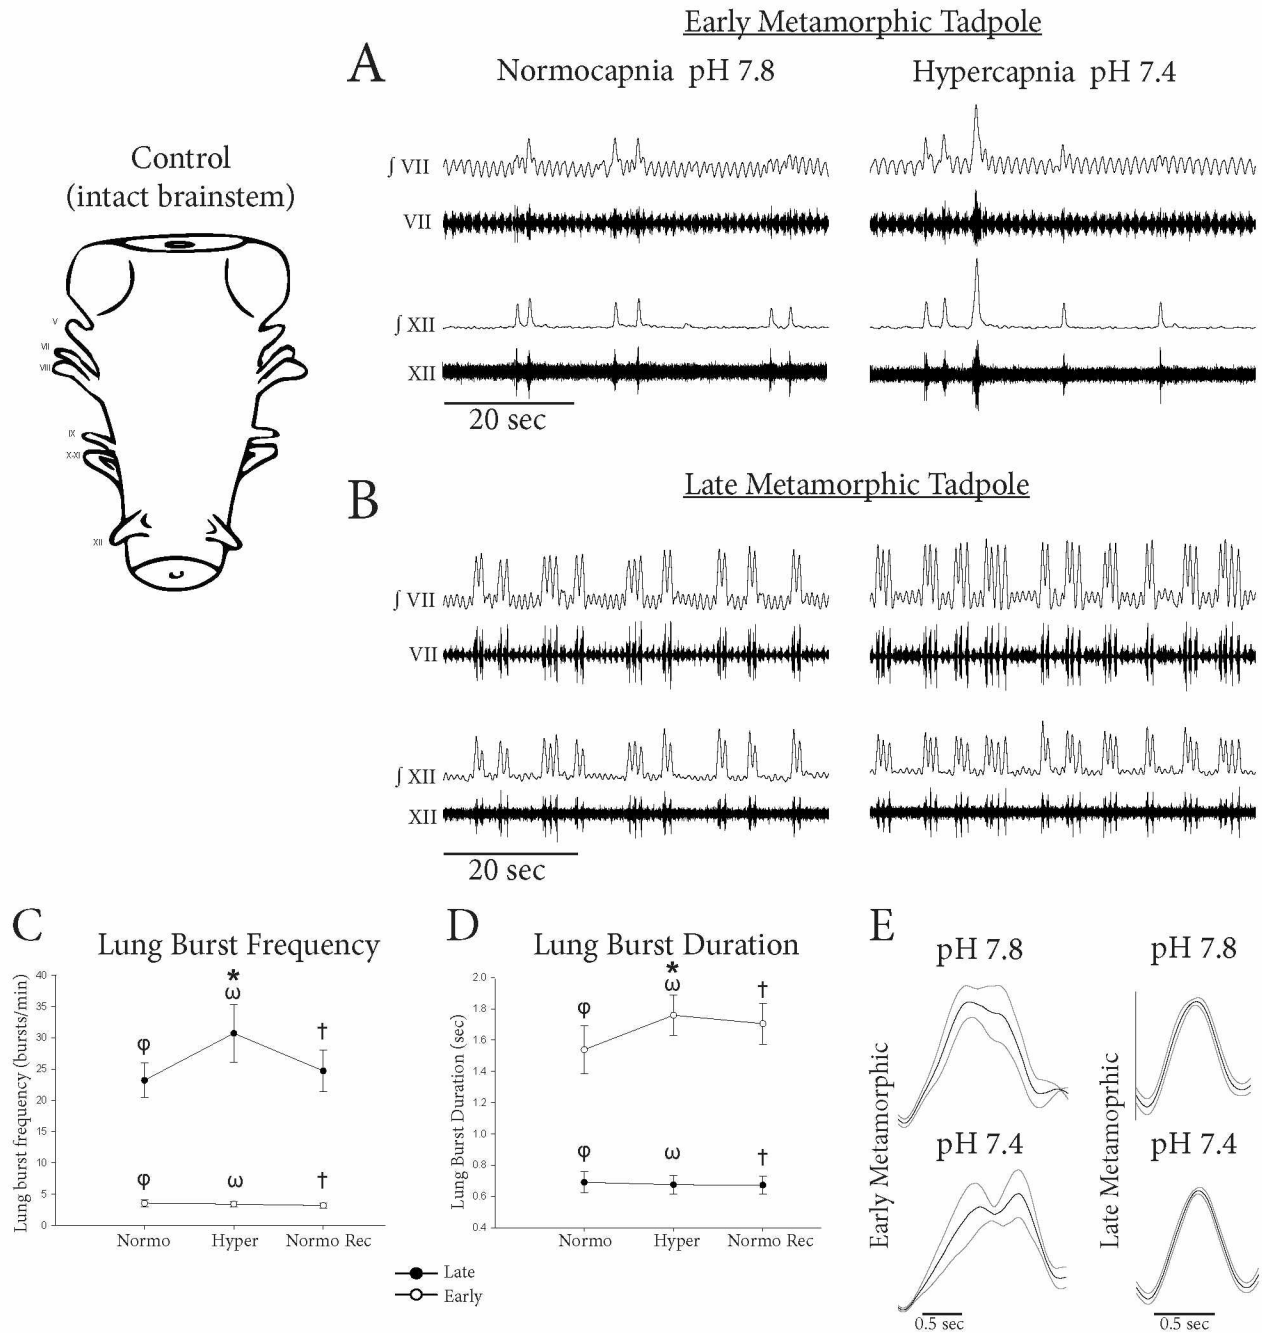 Early Metamorphic Tadpole
A
Normocapnia pH 7.8
Hypercapnia pH 7.4
Control
(intact brainstem)
V
VII
VIII
IX
X-XI
XII
∫ VII
VII
∫ XII
XII
20 sec
B
Late Metamorphic Tadpole
∫ VII
VII
∫ XII
XII
20 sec
C
Lung Burst Frequency
Lung burst frequency (bursts/min)
40
35
30
25
20
15
10
5
0
φ
*
ω
†
φ
ω
†
Normo
Hyper
Normo Rec
D
Lung Burst Duration
Lung Burst Duration (sec)
2.0
1.8
1.6
1.4
1.2
1.0
0.8
0.6
0.4
φ
*
ω
†
φ
ω
†
Normo
Hyper
Normo Rec
Late
Early
E
pH 7.8
pH 7.8
Early Metamorphic
Late Metamoprhic
pH 7.4
pH 7.4
0.5 sec
0.5 sec